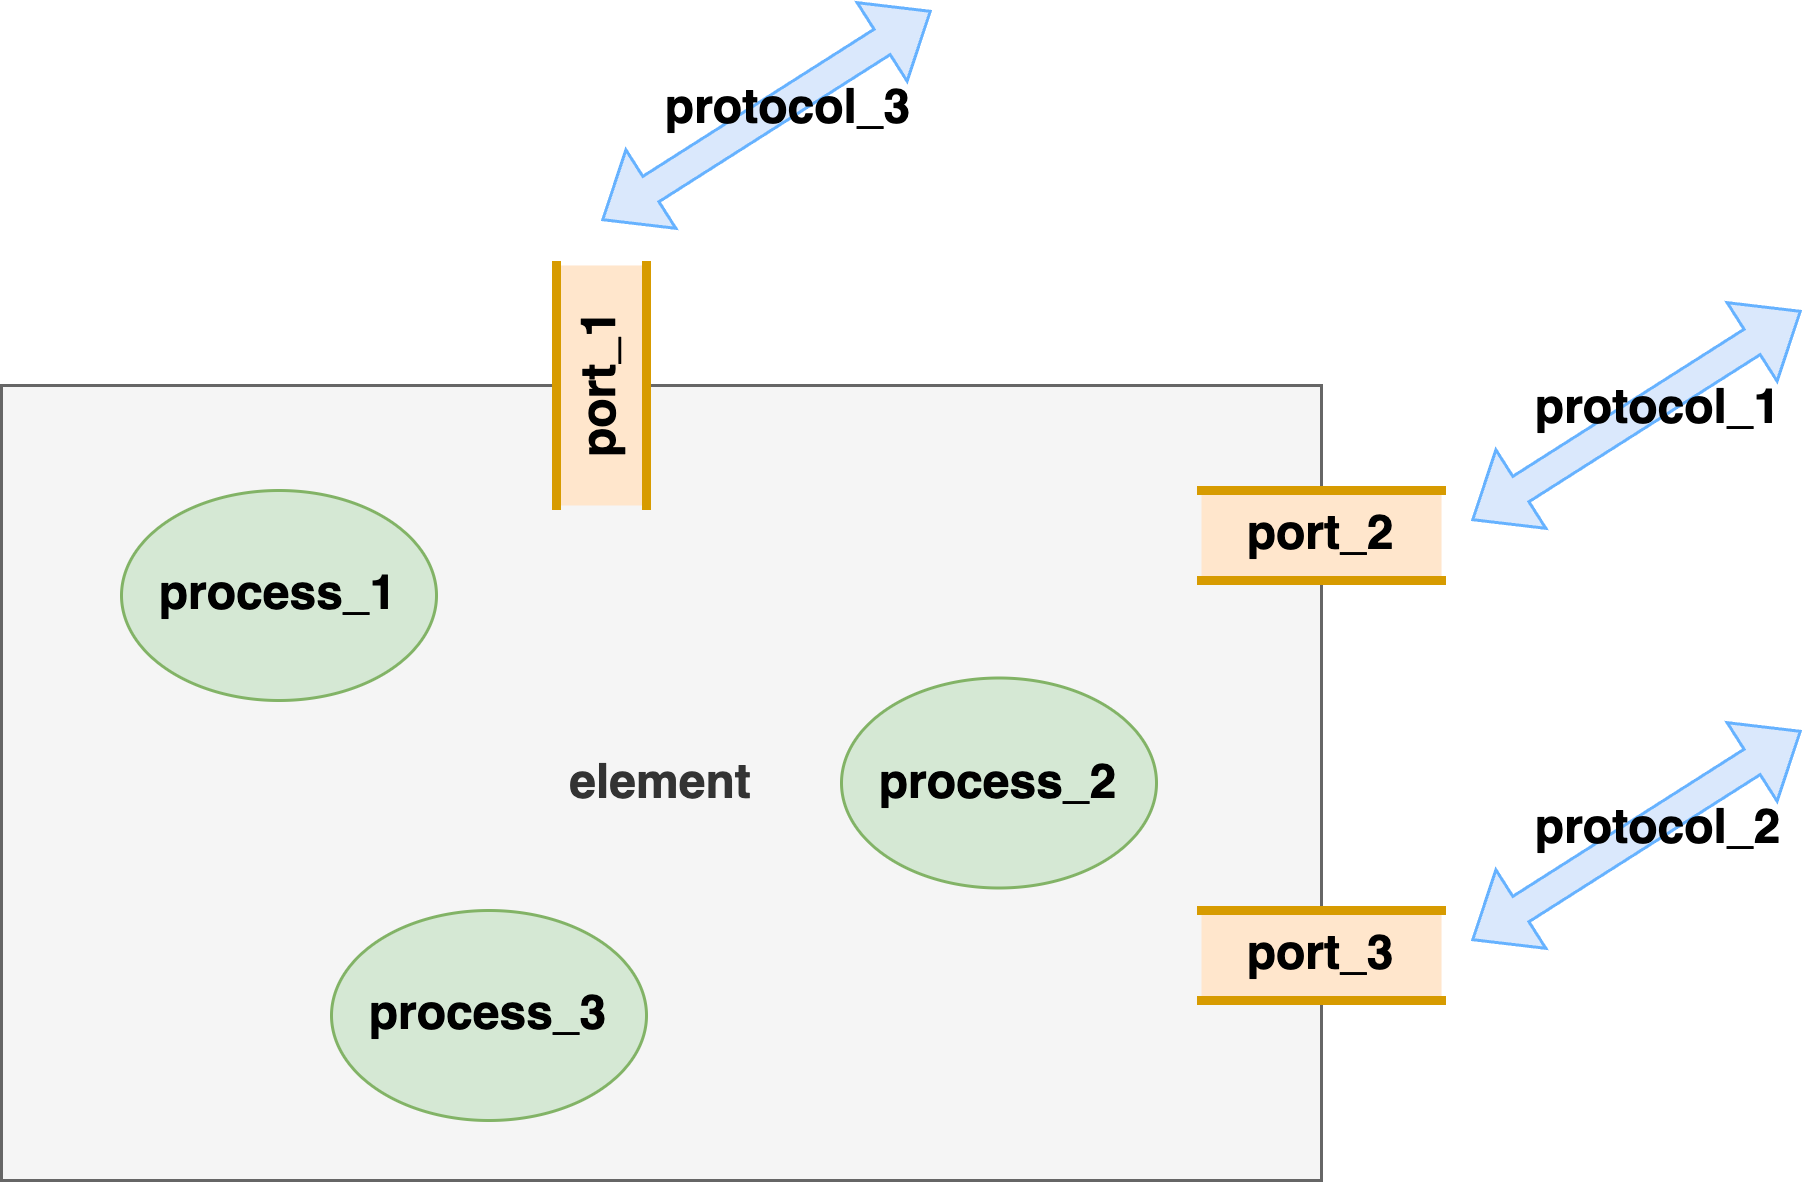 protocol_3
port_1
protocol_1
port_2
process_1
element
process_2
protocol_2
port_3
process_3